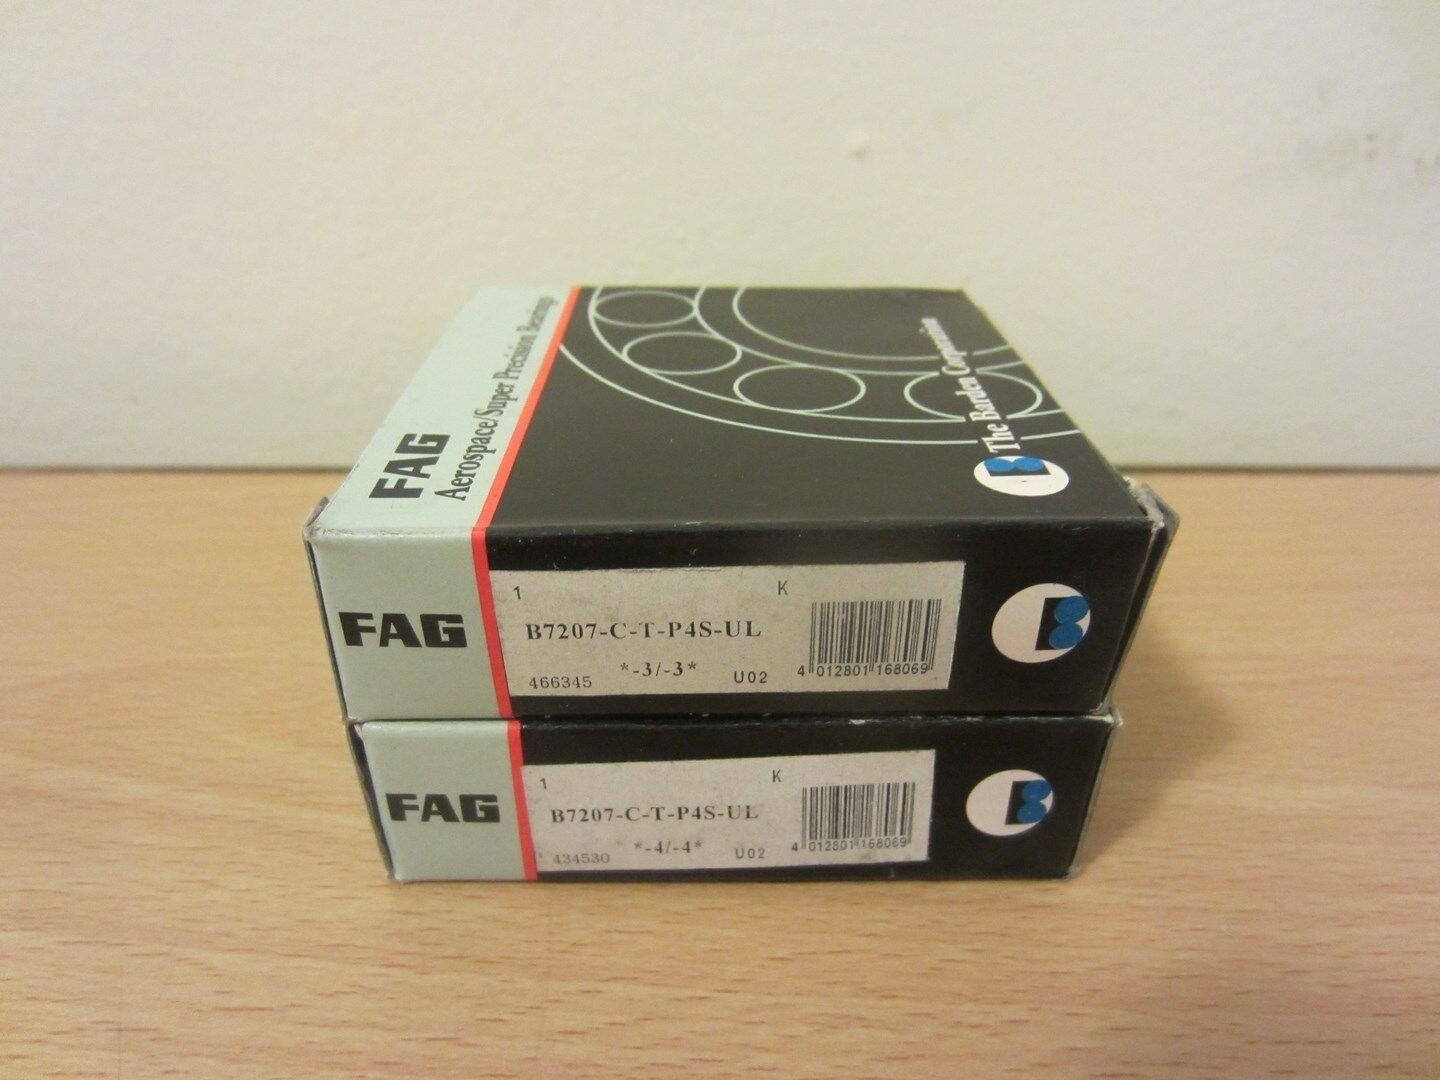 FAG
Aerospace/Super Precision Bearings
The Barden Corporation
FAG
1 K
B7207-C-T-P4S-UL
*-3/-3*
466345 U02
4 012801 168069
FAG
1 K
B7207-C-T-P4S-UL
*-4/-4*
434530 U02
4 012801 168069